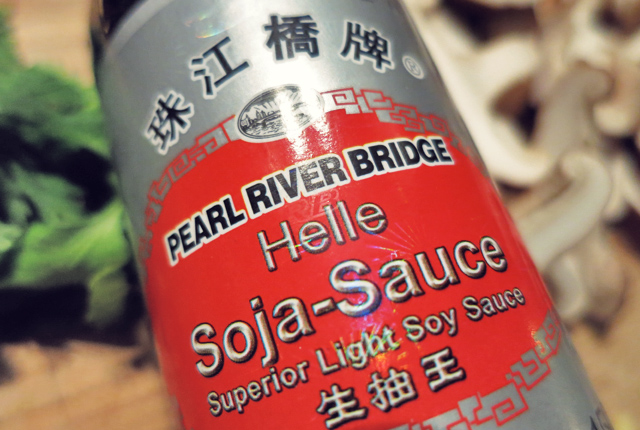 珠江橋牌®
PEARL RIVER BRIDGE
Helle
Soja-Sauce
Superior Light Soy Sauce
生抽王